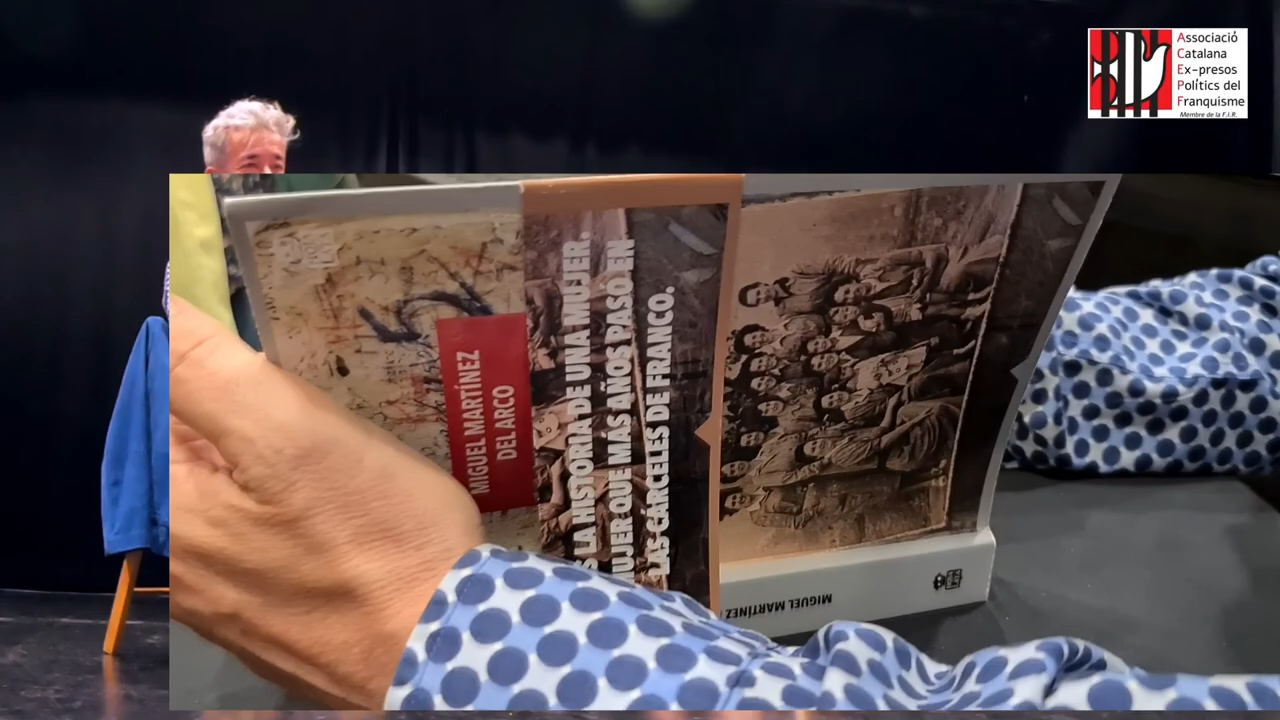 Associació
Catalana
Ex-presos
Polítics del
Franquisme
Membre de la F.I.R.
MIGUEL MARTÍNEZ
DEL ARCO
LA HISTORIA DE UNA MUJER.
QUE MÁS AÑOS PASÓ EN
LAS CÁRCELES DE FRANCO.
MIGUEL MARTÍNEZ